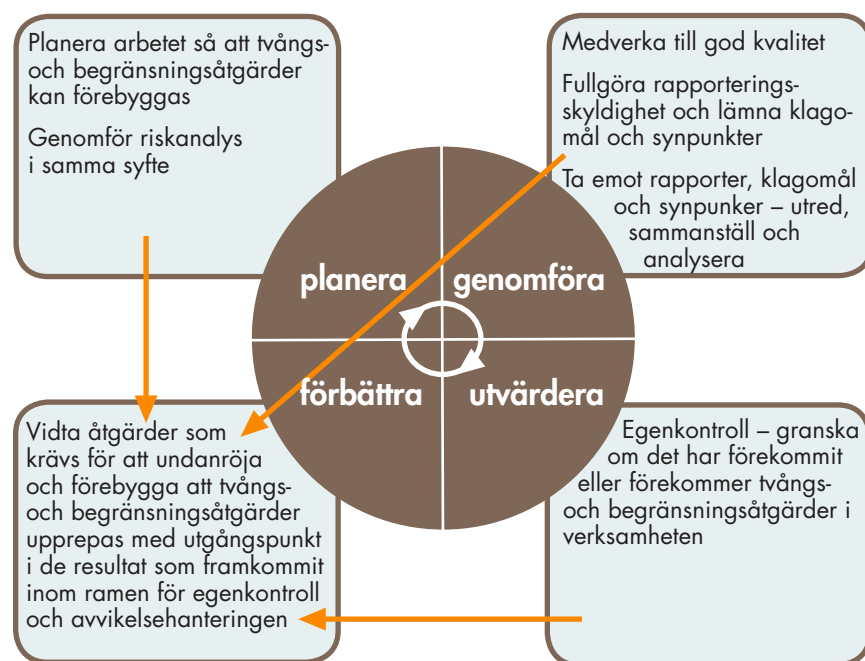 Planera arbetet så att tvångs-
och begränsningsåtgärder
kan förebyggas
Genomför riskanalys
i samma syfte
Medverka till god kvalitet
Fullgöra rapporterings-
skyldighet och lämna klago-
mål och synpunkter
Ta emot rapporter, klagomål
och synpunker – utred,
sammanställ och
analysera
planera
genomföra
förbättra
utvärdera
Vidta åtgärder som
krävs för att undanröja
och förebygga att tvångs-
och begränsningsåtgärder
upprepas med utgångspunkt
i de resultat som framkommit
inom ramen för egenkontroll
och avvikelsehanteringen
Egenkontroll – granska
om det har förekommit
eller förekommer tvångs-
och begränsningsåtgärder i
verksamheten